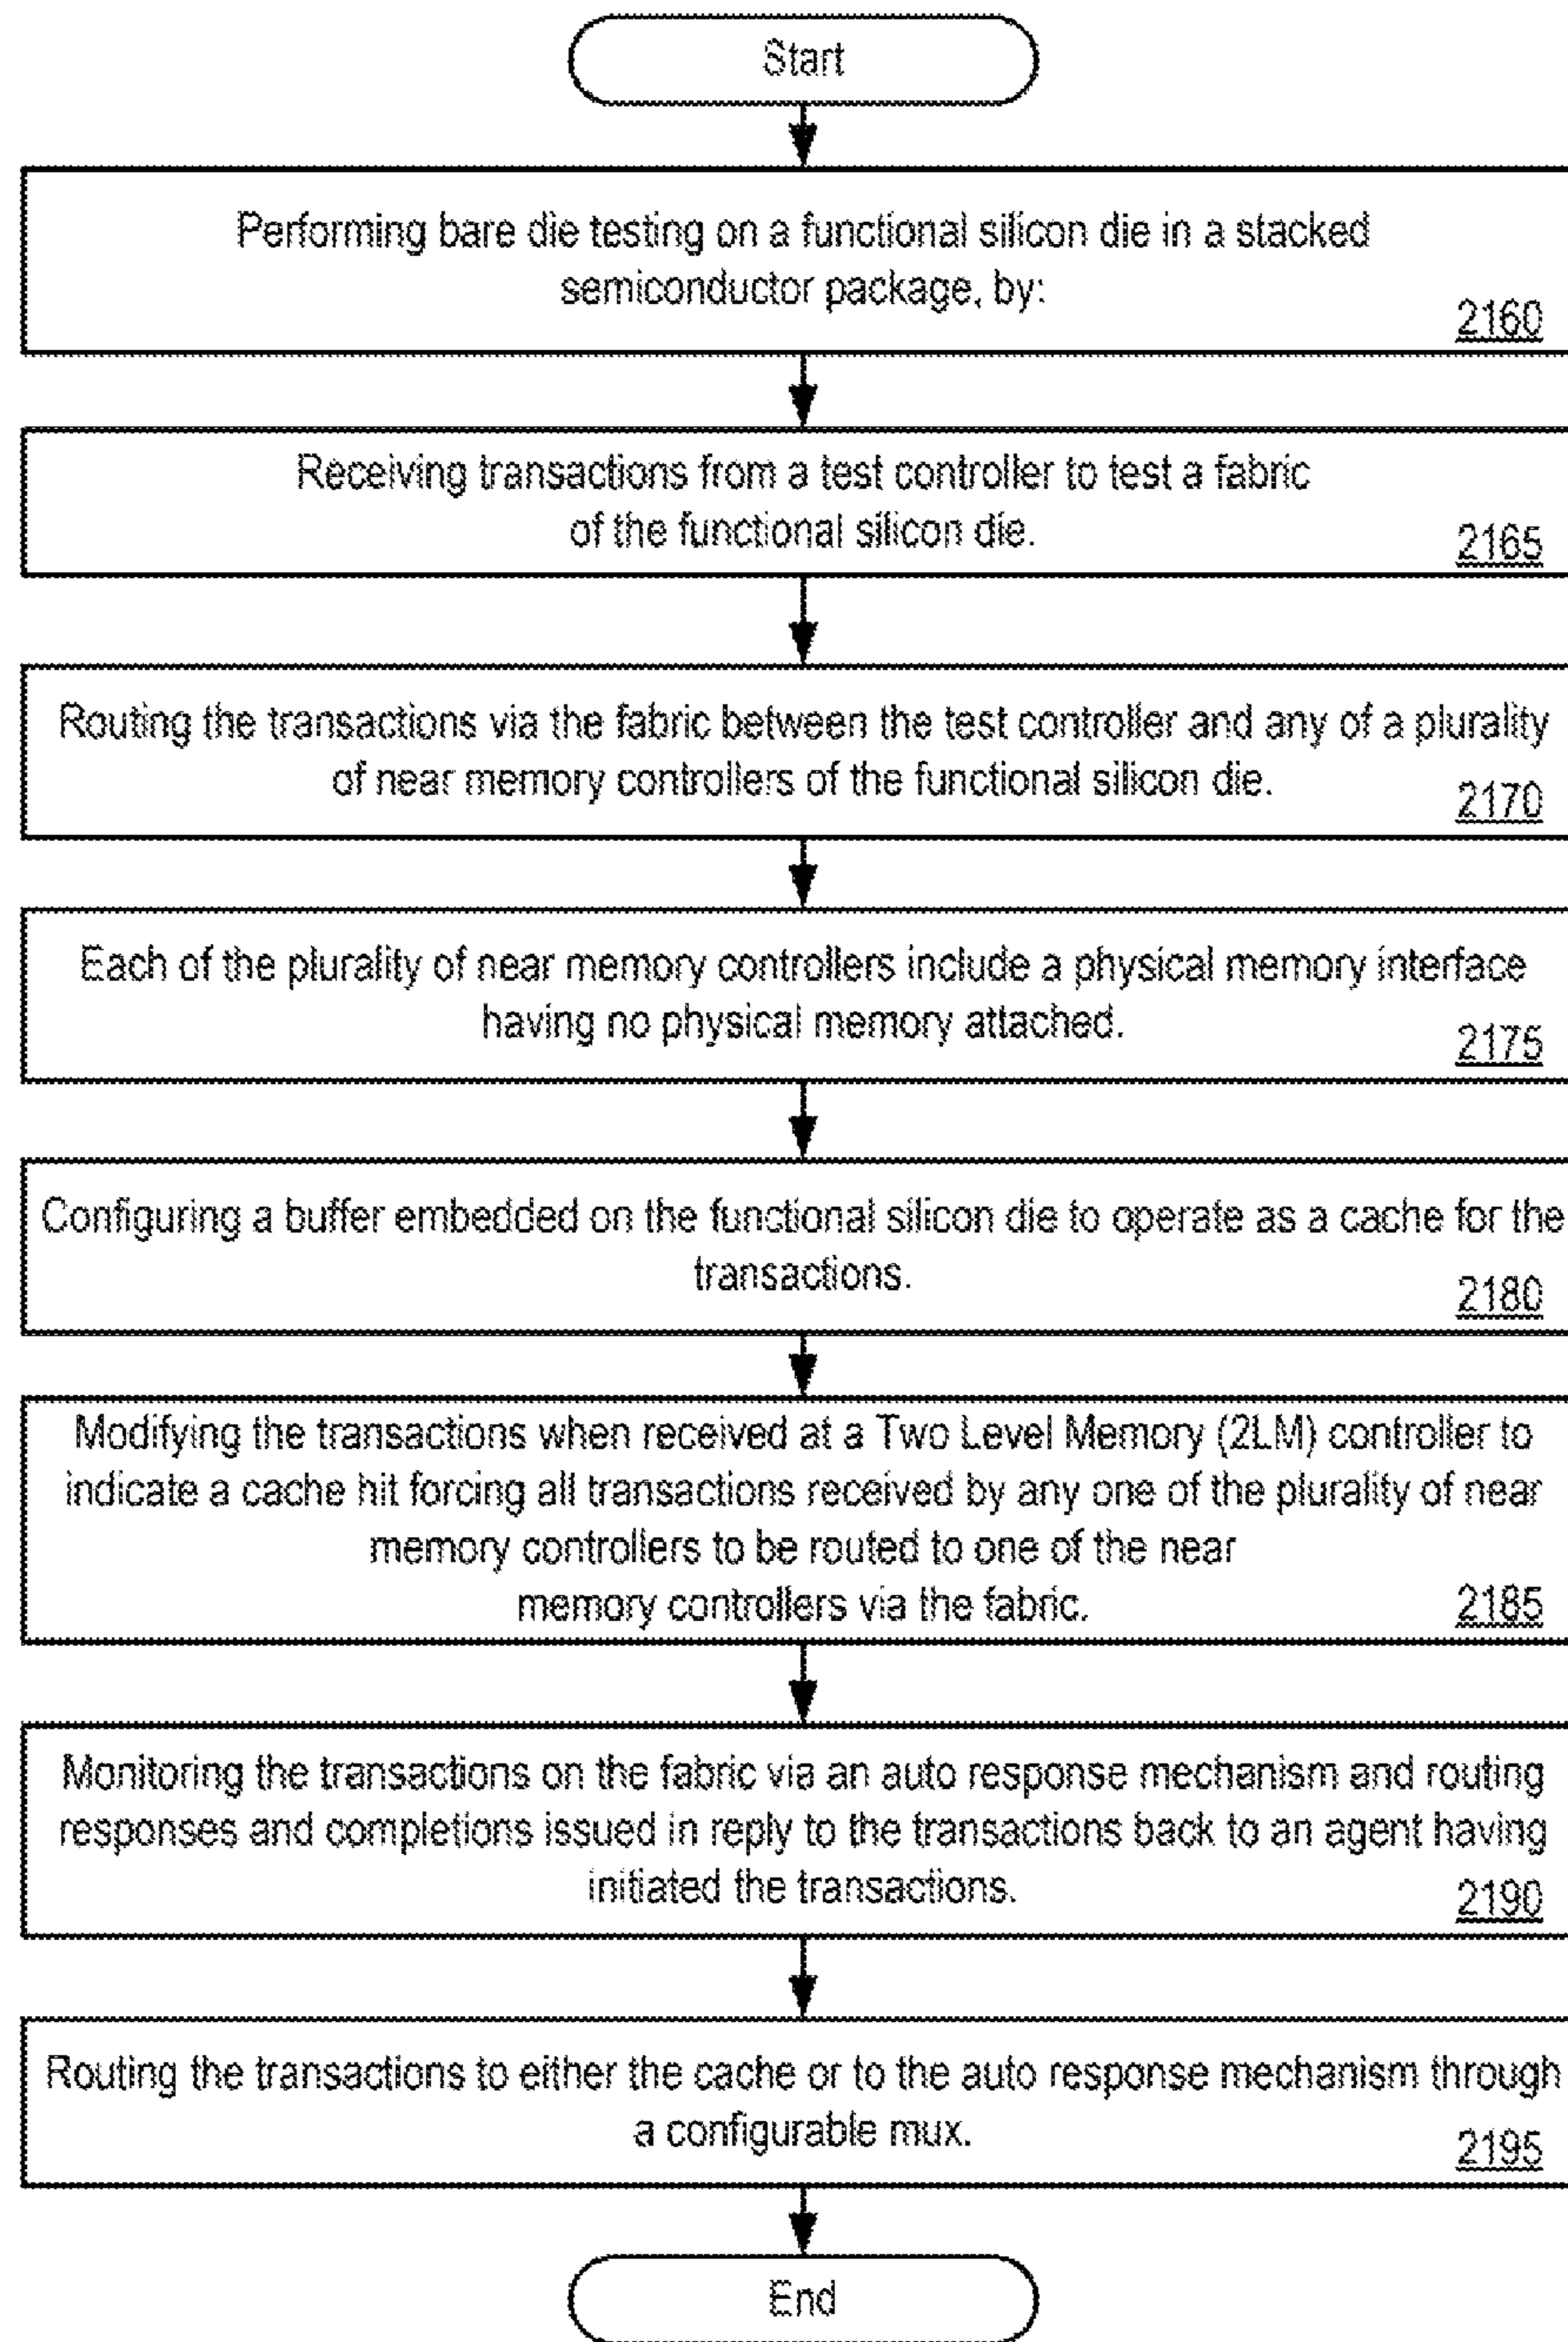 Start
Performing bare die testing on a functional silicon die in a stacked
semiconductor package, by:
2160
Receiving transactions from a test controller to test a fabric
of the functional silicon die.
2165
Routing the transactions via the fabric between the test controller and any of a plurality
of near memory controllers of the functional silicon die.
2170
Each of the plurality of near memory controllers include a physical memory interface
having no physical memory attached.
2175
Configuring a buffer embedded on the functional silicon die to operate as a cache for the
transactions.
2180
Modifying the transactions when received at a Two Level Memory (2LM) controller to
indicate a cache hit forcing all transactions received by any one of the plurality of near
memory controllers to be routed to one of the near
memory controllers via the fabric.
2185
Monitoring the transactions on the fabric via an auto response mechanism and routing
responses and completions issued in reply to the transactions back to an agent having
initiated the transactions.
2190
Routing the transactions to either the cache or to the auto response mechanism through
a configurable mux.
2195
End